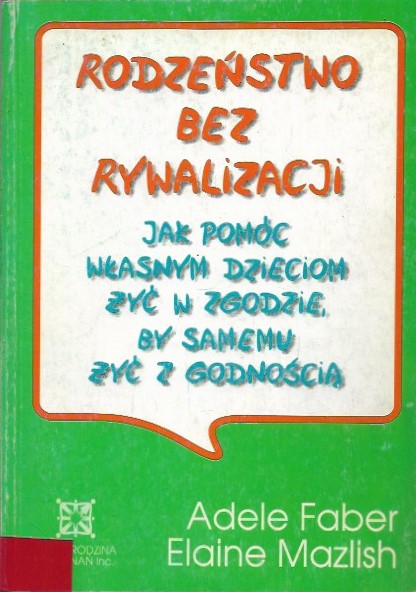 RODZEŃSTWO
BEZ
RYWALIZACJI
JAK POMÓC
WŁASNYM DZIECIOM
ŻYĆ W ZGODZIE,
BY SAMEMU
ŻYĆ Z GODNOŚCIĄ
Adele Faber
Elaine Mazlish
RODZINA
Inc.